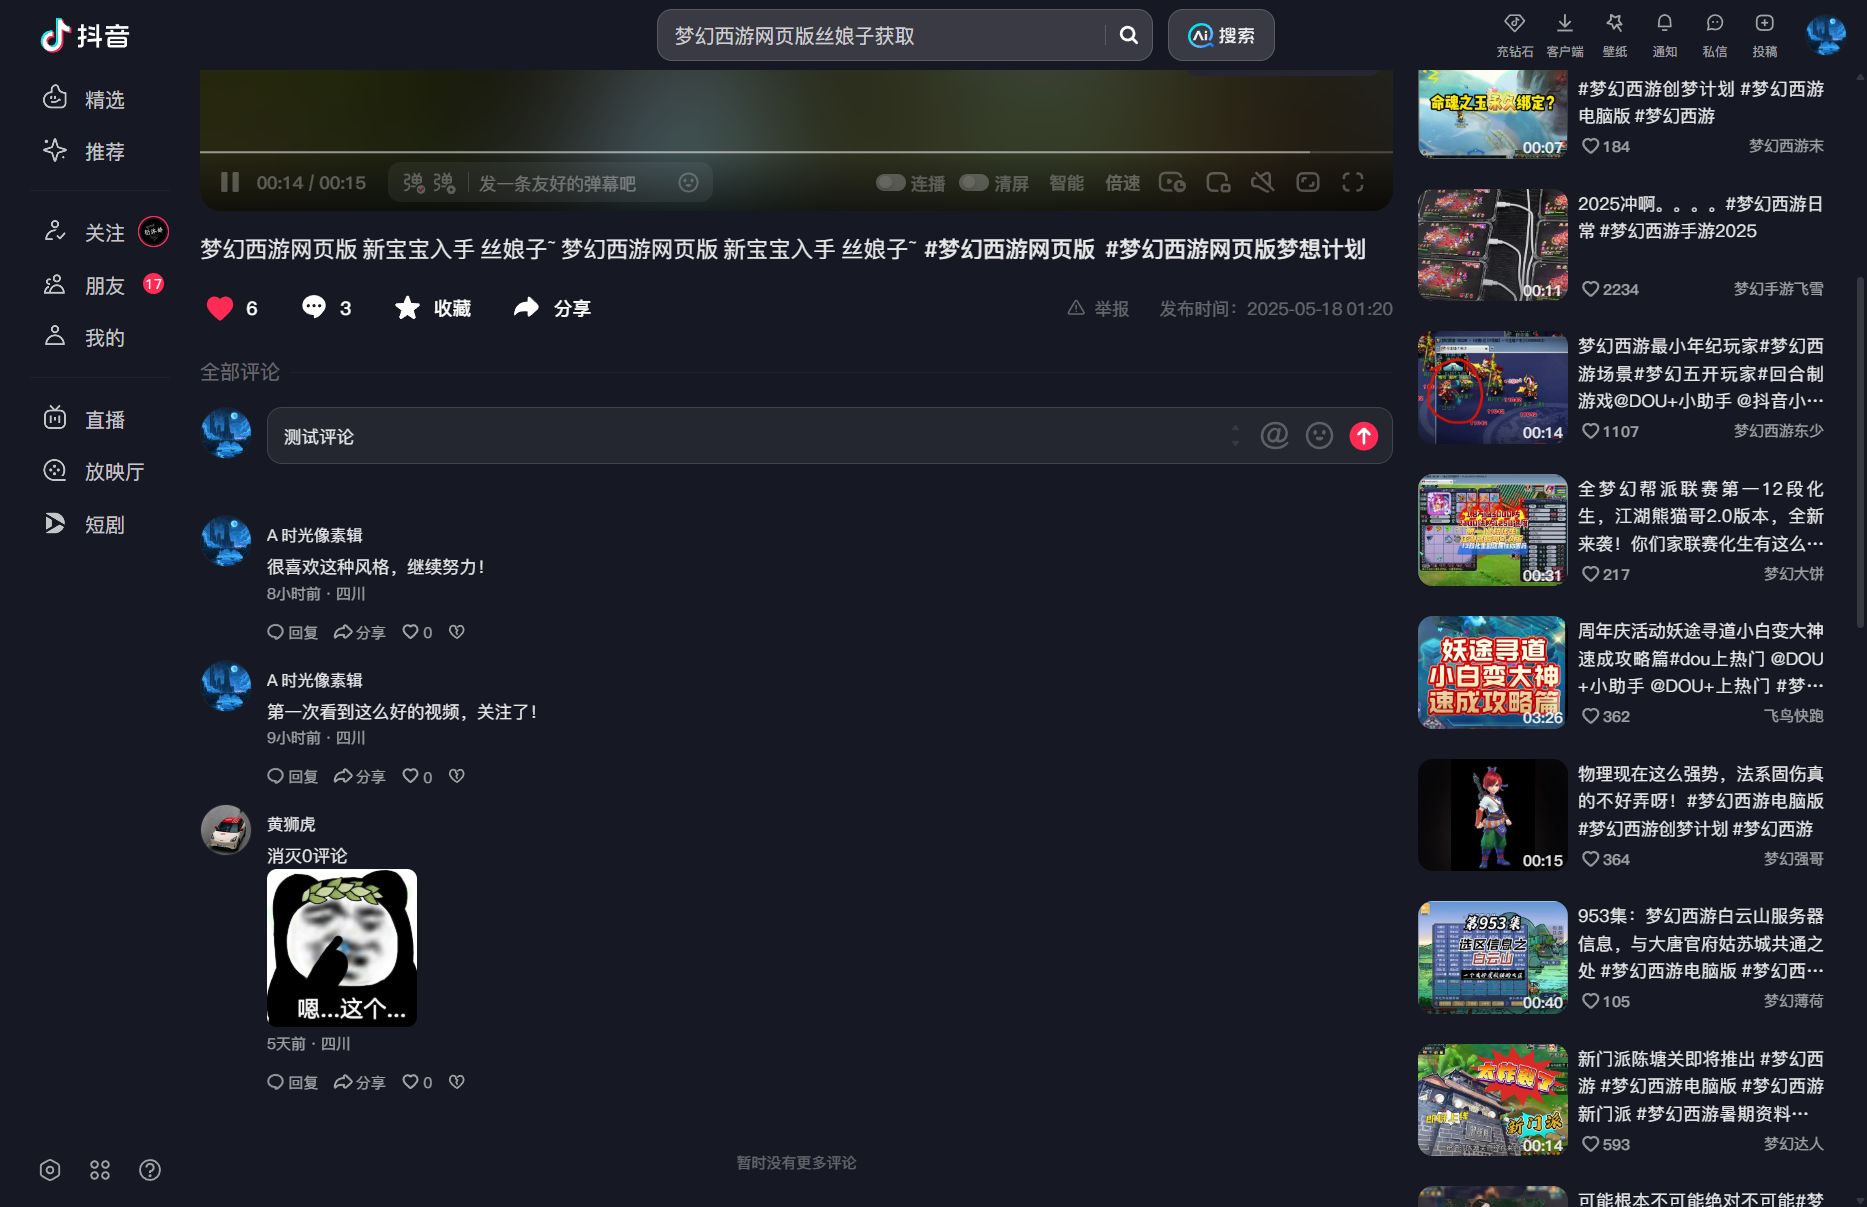 抖音
梦幻西游网页版丝娘子获取
搜索
充钻石
客户端
壁纸
通知
私信
投稿
精选
推荐
关注
朋友
17
我的
直播
放映厅
短剧
00:14 / 00:15
发一条友好的弹幕吧
连播
清屏
智能
倍速
梦幻西游网页版 新宝宝入手 丝娘子~ 梦幻西游网页版 新宝宝入手 丝娘子~ #梦幻西游网页版 #梦幻西游网页版梦想计划
6
3
收藏
分享
举报
发布时间：2025-05-18 01:20
全部评论
测试评论
A 时光像素辑
很喜欢这种风格，继续努力！
8小时前 · 四川
回复 分享 0
A 时光像素辑
第一次看到这么好的视频，关注了！
9小时前 · 四川
回复 分享 0
黄狮虎
消灭0评论
嗯...这个...
5天前 · 四川
回复 分享 0
暂时没有更多评论
命魂之玉永久绑定？
00:07
#梦幻西游创梦计划 #梦幻西游
电脑版 #梦幻西游
184
梦幻西游末
00:11
2025冲啊。。。。#梦幻西游日
常 #梦幻西游手游2025
2234
梦幻手游飞雪
00:14
梦幻西游最小年纪玩家#梦幻西
游场景#梦幻五开玩家#回合制
游戏@DOU+小助手 @抖音小…
1107
梦幻西游东少
00:31
全梦幻帮派联赛第一12段化
生，江湖熊猫哥2.0版本，全新
来袭！你们家联赛化生有这么…
217
梦幻大饼
妖途寻道
小白变大神
速成攻略篇
03:26
周年庆活动妖途寻道小白变大神
速成攻略篇#dou上热门 @DOU
+小助手 @DOU+上热门 #梦…
362
飞鸟快跑
00:15
物理现在这么强势，法系固伤真
的不好弄呀！#梦幻西游电脑版
#梦幻西游创梦计划 #梦幻西游
364
梦幻强哥
第953集
选区信息之
白云山
00:40
953集：梦幻西游白云山服务器
信息，与大唐官府姑苏城共通之
处 #梦幻西游电脑版 #梦幻西…
105
梦幻薄荷
太炸裂了
新门派
00:14
新门派陈塘关即将推出 #梦幻西
游 #梦幻西游电脑版 #梦幻西游
新门派 #梦幻西游暑期资料…
593
梦幻达人
可能根本不可能绝对不可能#梦